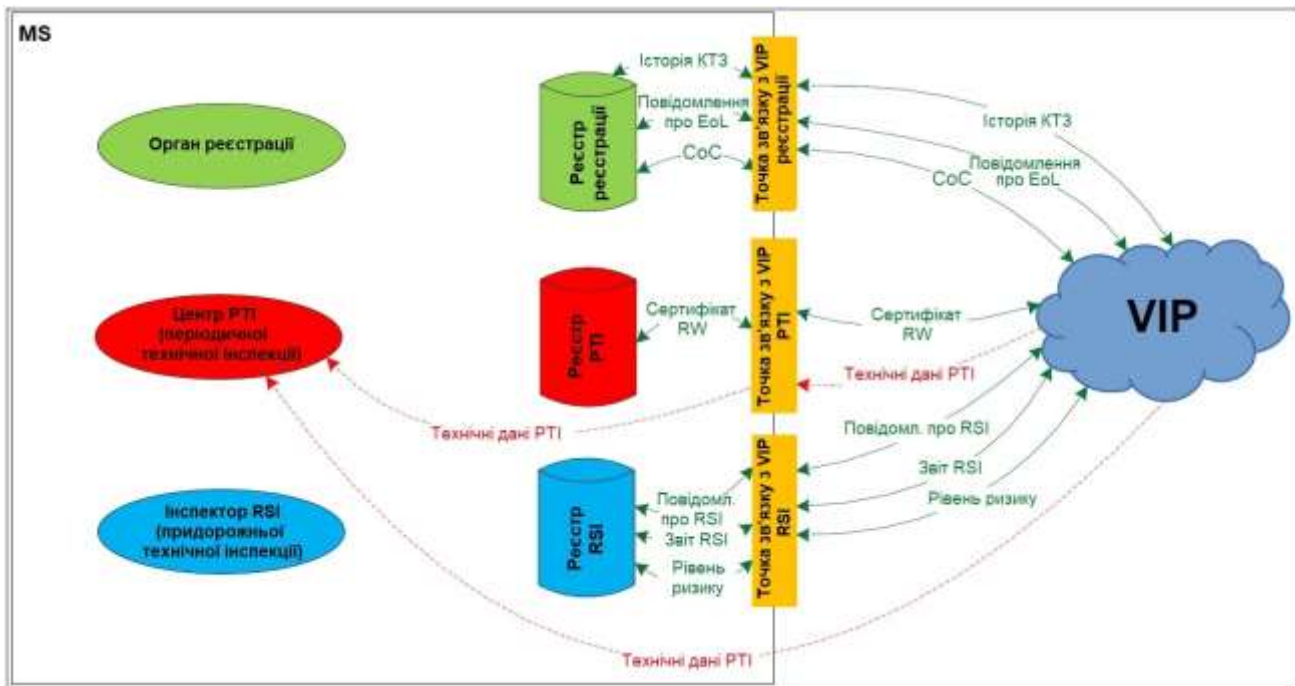 MS
Орган реєстрації
Реєстр
реєстрації
Історія КТЗ
Повідомлення
про EoL
CoC
Точка зв'язку з VIP
реєстрації
Історія КТЗ
Повідомлення
про EoL
CoC
VIP
Центр PTI
(періодичної
технічної інспекції)
Реєстр
PTI
Сертифікат
RW
Точка зв'язку з VIP
PTI
Сертифікат
RW
Технічні дані PTI
Технічні дані PTI
Інспектор RSI
(придорожньої
технічної інспекції)
Реєстр
RSI
Повідомл.
про RSI
Звіт RSI
Рівень
ризику
Точка зв'язку з VIP
RSI
Повідомл. про RSI
Звіт RSI
Рівень ризику
Технічні дані PTI